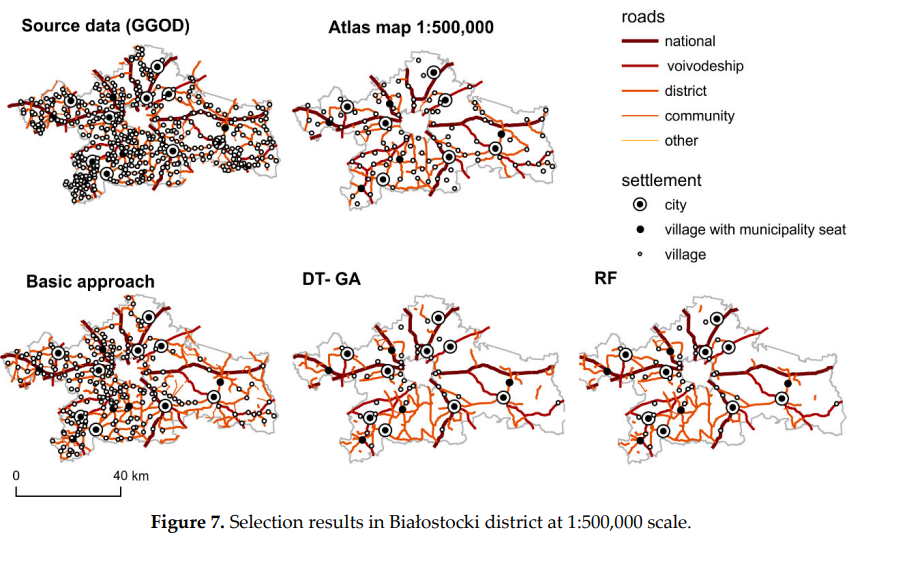 Source data (GGOD)
Atlas map 1:500,000
roads
national
voivodeship
district
community
other
settlement
city
village with municipality seat
village
Basic approach
DT- GA
RF
0 40 km
Figure 7. Selection results in Białostocki district at 1:500,000 scale.